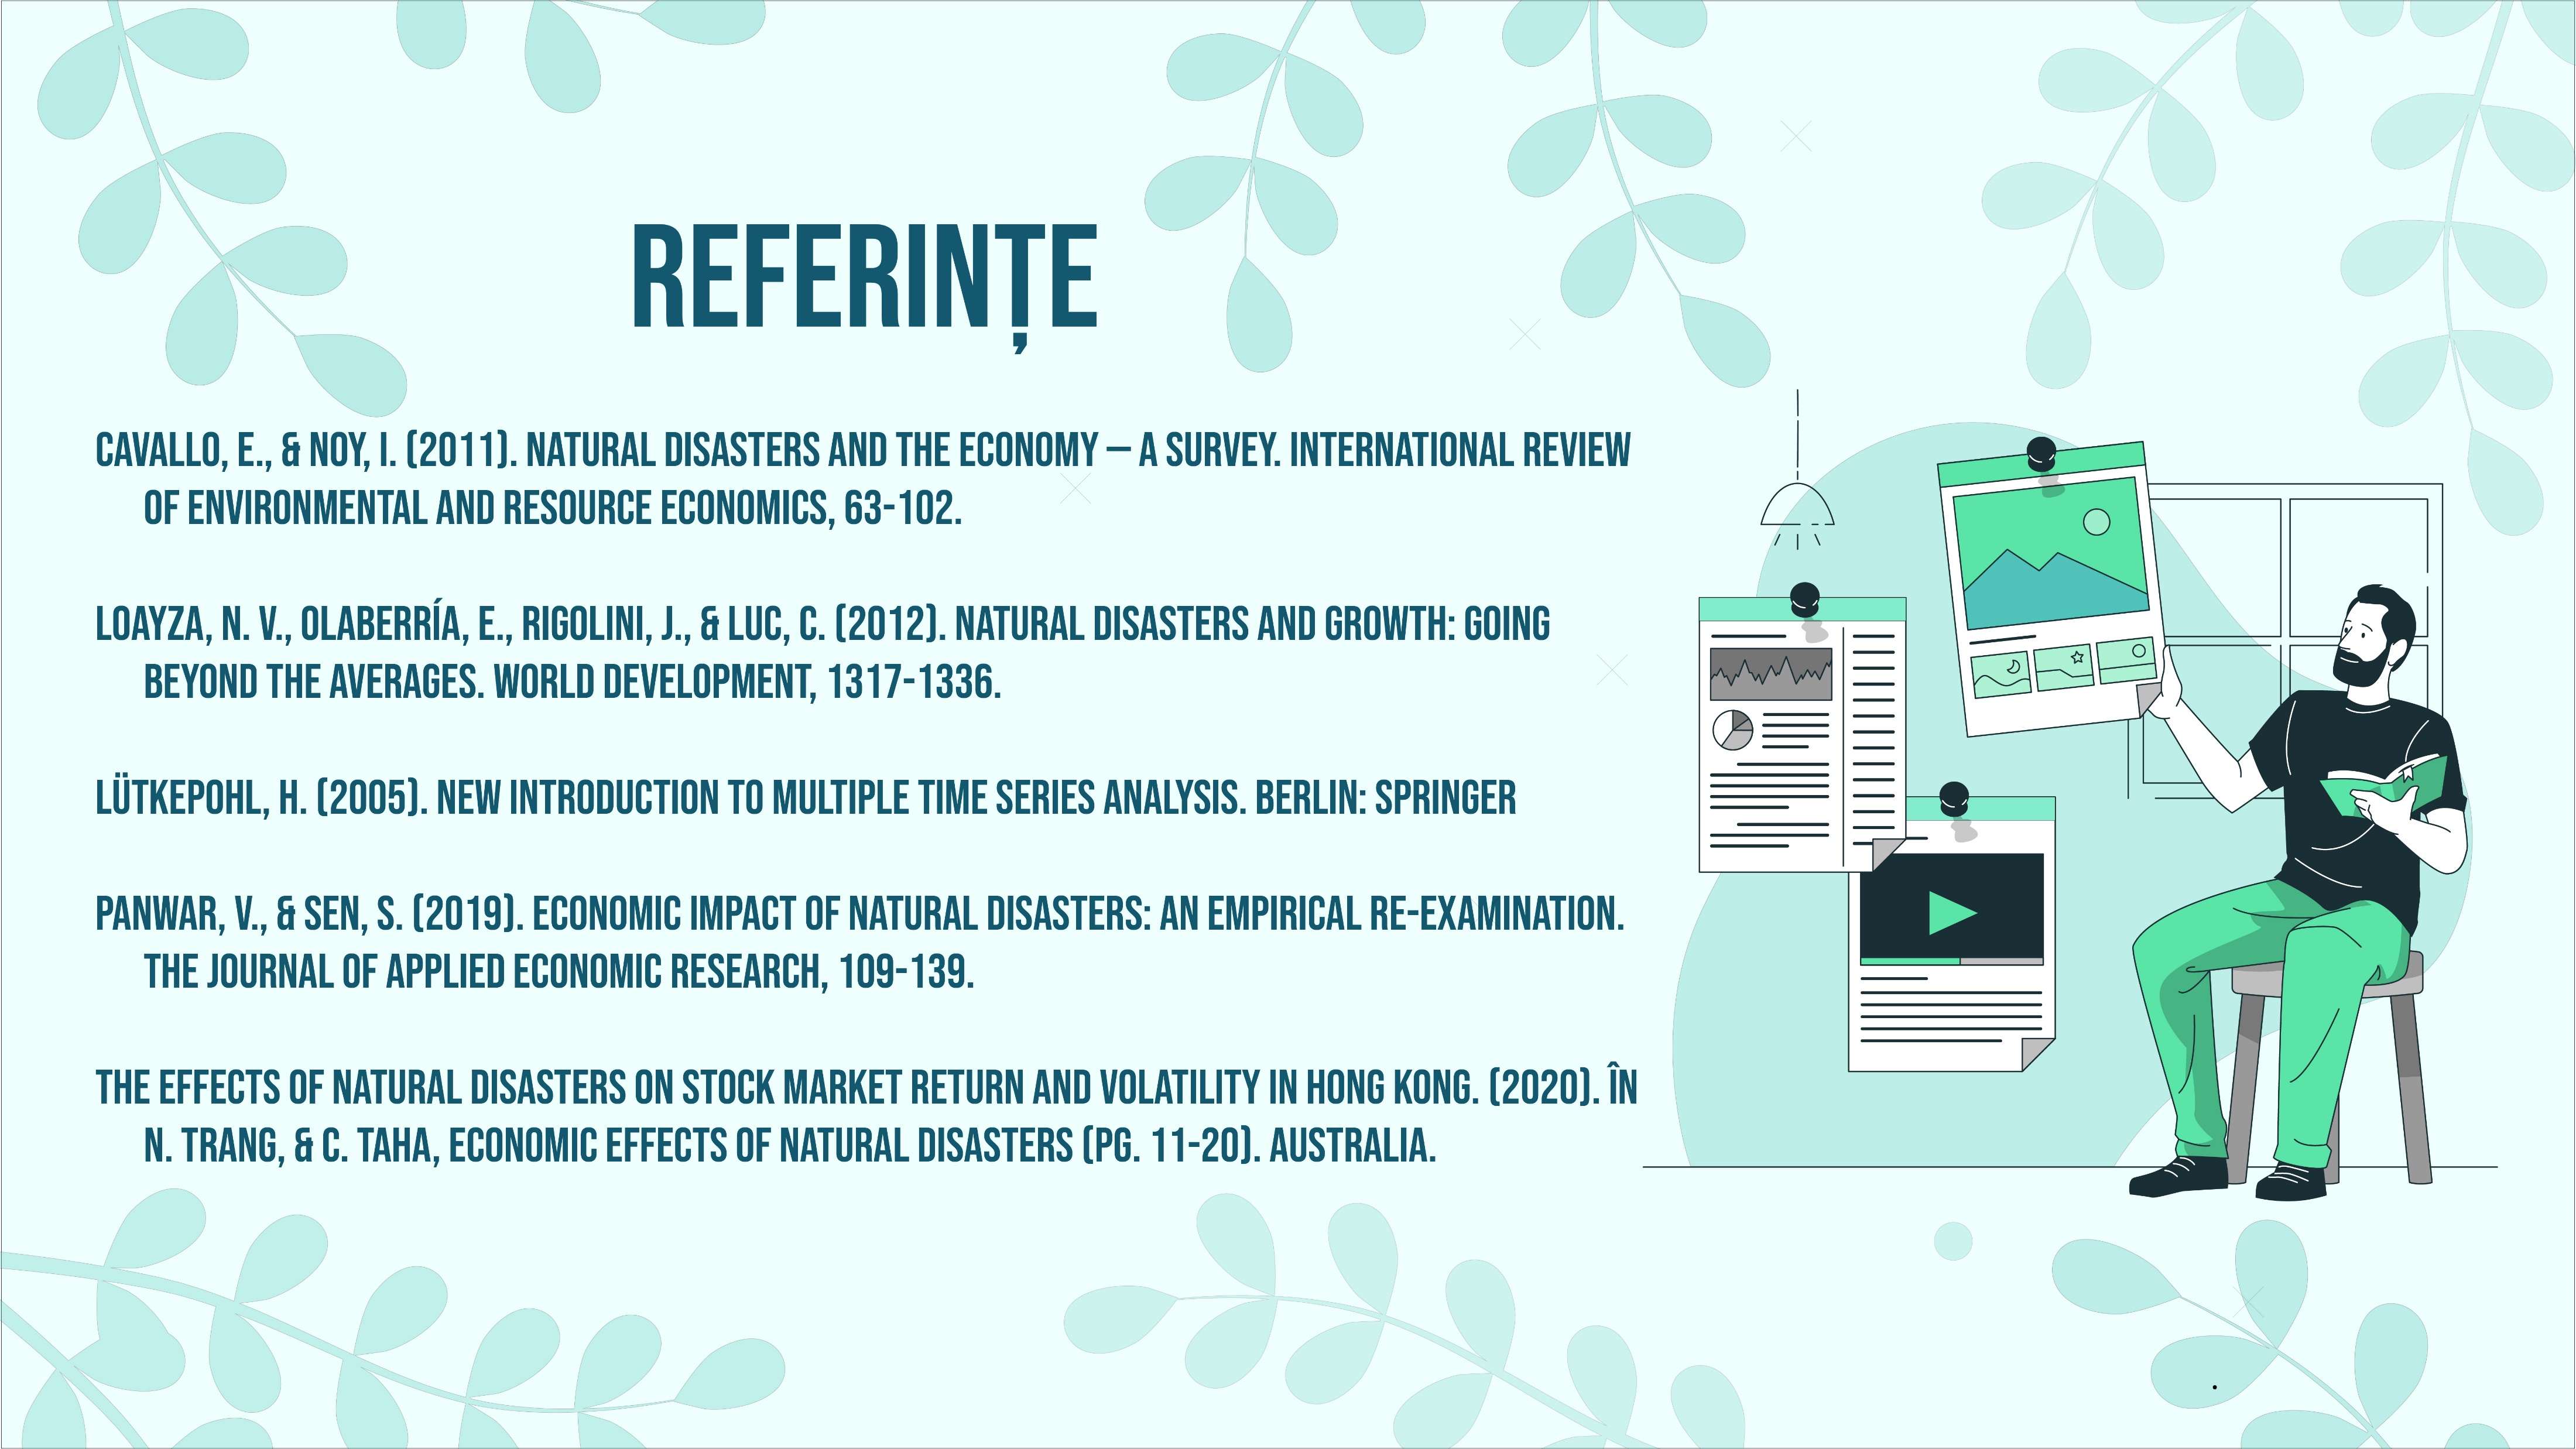 REFERINȚE
CAVALLO, E., & NOY, I. (2011). NATURAL DISASTERS AND THE ECONOMY — A SURVEY. INTERNATIONAL REVIEW
OF ENVIRONMENTAL AND RESOURCE ECONOMICS, 63-102.
LOAYZA, N. V., OLABERRÍA, E., RIGOLINI, J., & LUC, C. (2012). NATURAL DISASTERS AND GROWTH: GOING
BEYOND THE AVERAGES. WORLD DEVELOPMENT, 1317-1336.
LÜTKEPOHL, H. (2005). NEW INTRODUCTION TO MULTIPLE TIME SERIES ANALYSIS. BERLIN: SPRINGER
PANWAR, V., & SEN, S. (2019). ECONOMIC IMPACT OF NATURAL DISASTERS: AN EMPIRICAL RE-EXAMINATION.
THE JOURNAL OF APPLIED ECONOMIC RESEARCH, 109-139.
THE EFFECTS OF NATURAL DISASTERS ON STOCK MARKET RETURN AND VOLATILITY IN HONG KONG. (2020). ÎN
N. TRANG, & C. TAHA, ECONOMIC EFFECTS OF NATURAL DISASTERS (PG. 11-20). AUSTRALIA.